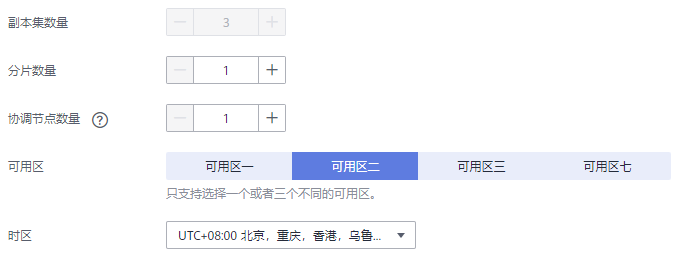 副本集数量 3
分片数量 1
协调节点数量 ? 1
可用区 可用区一 可用区二 可用区三 可用区七
只支持选择一个或者三个不同的可用区。
时区 UTC+08:00 北京，重庆，香港，乌鲁...